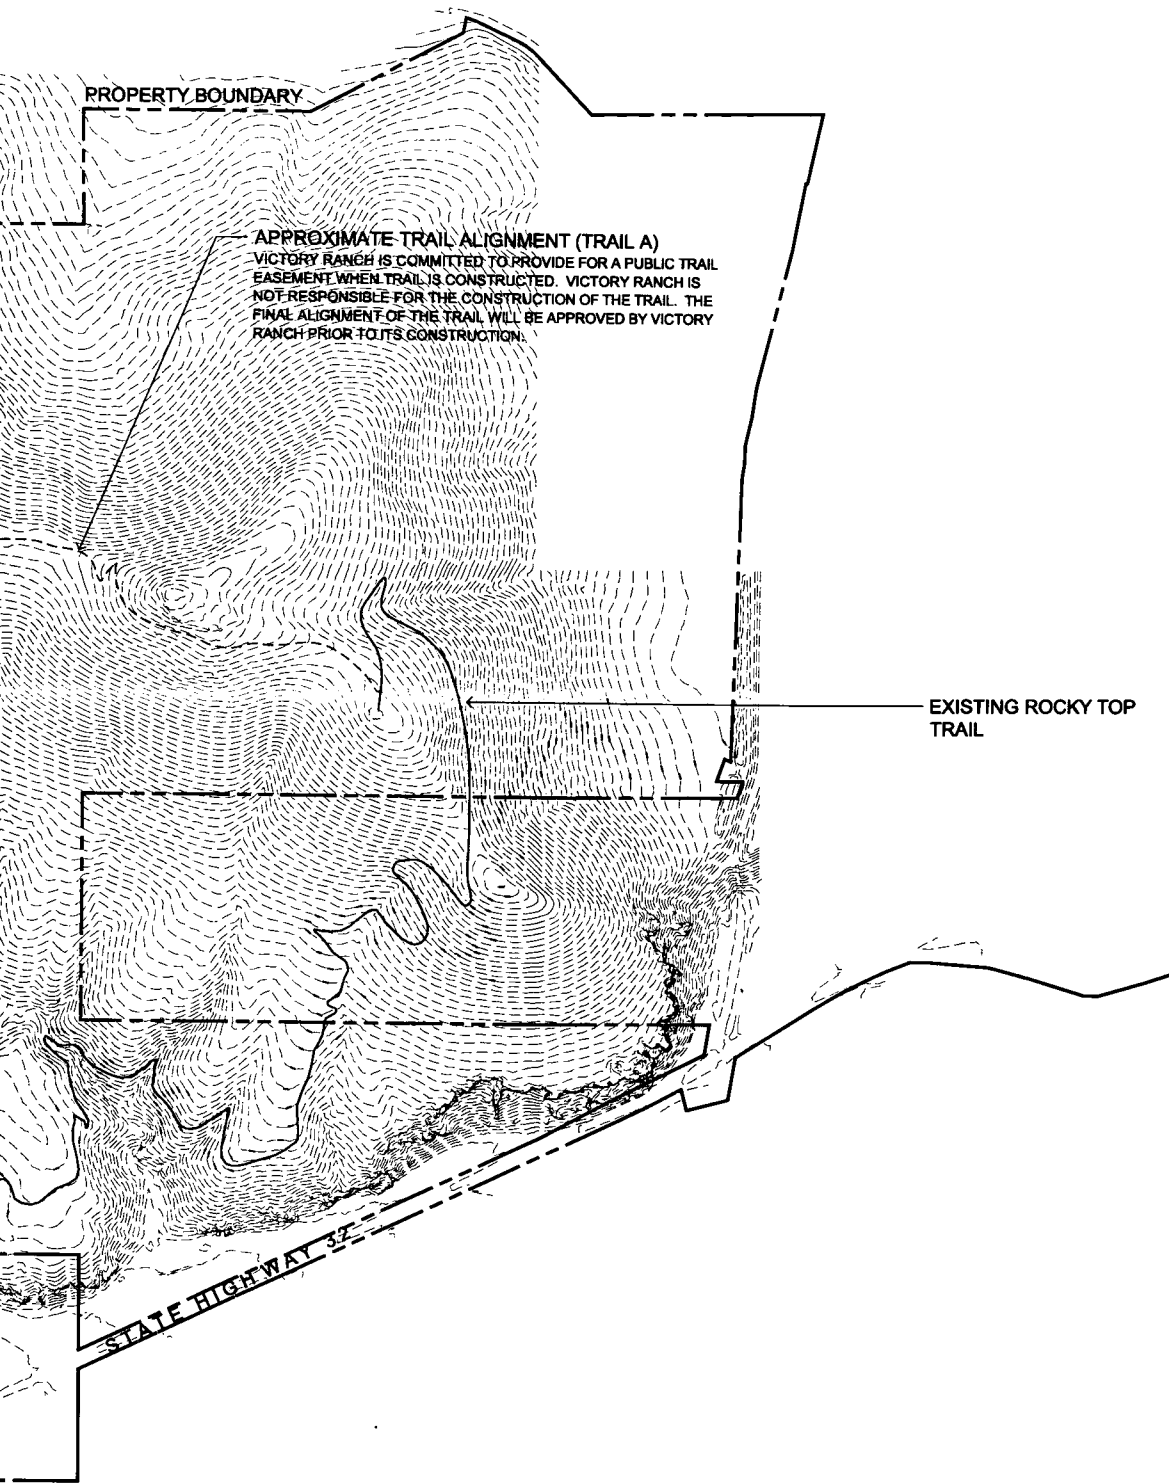 PROPERTY BOUNDARY
APPROXIMATE TRAIL ALIGNMENT (TRAIL A)
VICTORY RANCH IS COMMITTED TO PROVIDE FOR A PUBLIC TRAIL
EASEMENT WHEN TRAIL IS CONSTRUCTED. VICTORY RANCH IS
NOT RESPONSIBLE FOR THE CONSTRUCTION OF THE TRAIL. THE
FINAL ALIGNMENT OF THE TRAIL WILL BE APPROVED BY VICTORY
RANCH PRIOR TO ITS CONSTRUCTION.
EXISTING ROCKY TOP
TRAIL
STATE HIGHWAY 32